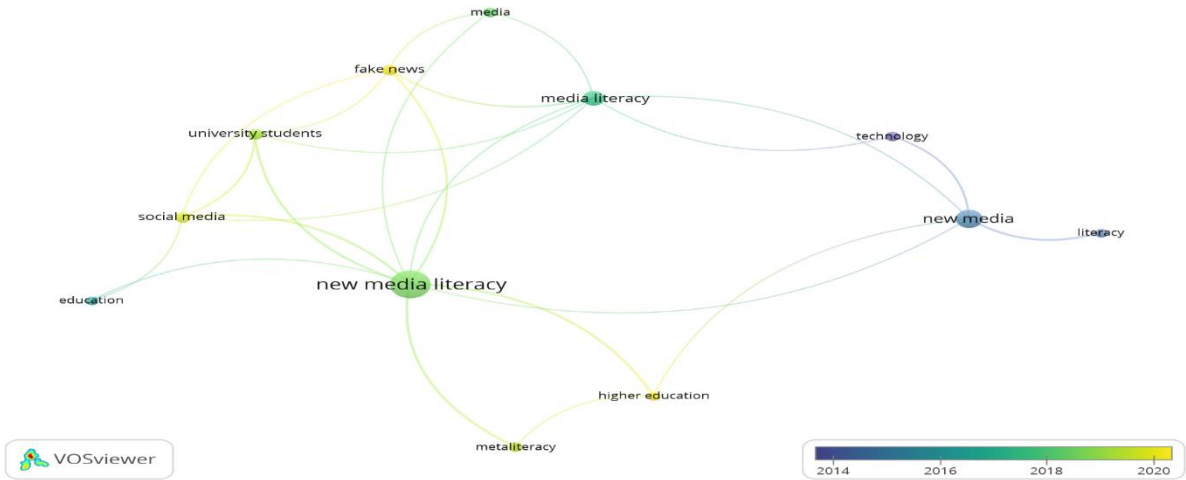 media
fake news
media literacy
university students
technology
social media
new media
literacy
new media literacy
education
higher education
metaliteracy
VOSviewer
2014 2016 2018 2020